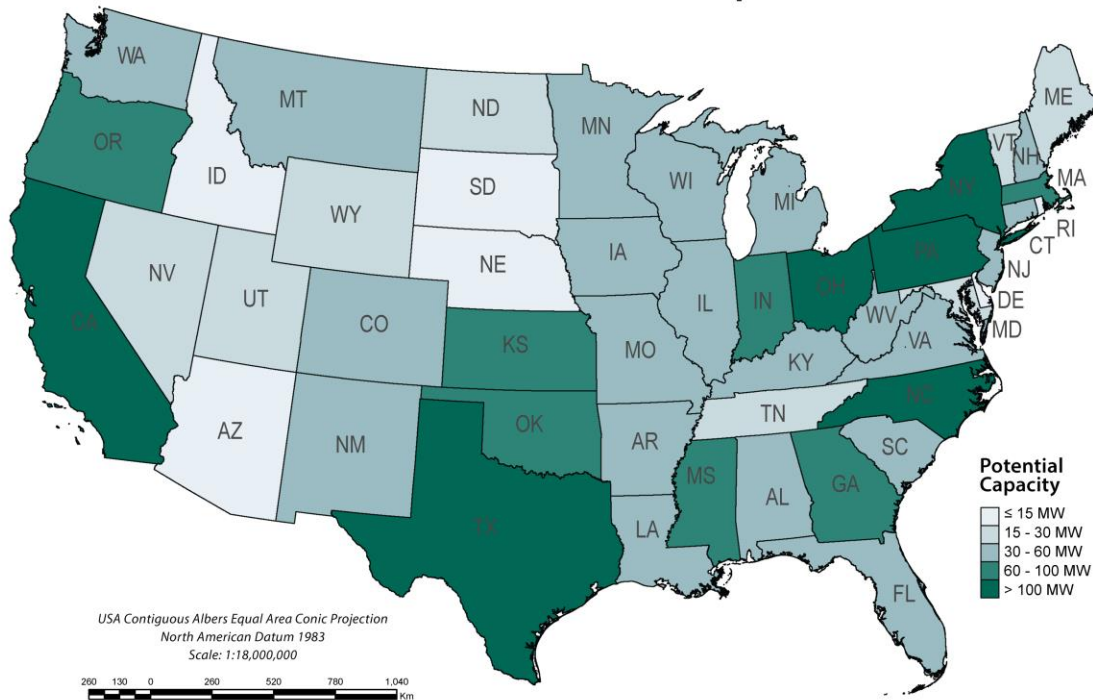 WA
MT
ND
MN
ME
VT
NH
OR
ID
SD
WI
MI
NY
MA
WY
RI
CT
NE
IA
PA
NJ
NV
UT
IL
IN
OH
DE
CA
CO
WV
MD
KS
MO
KY
VA
AZ
NM
OK
AR
TN
NC
SC
MS
AL
GA
TX
LA
FL
Potential
Capacity
≤ 15 MW
15 - 30 MW
30 - 60 MW
60 - 100 MW
> 100 MW
USA Contiguous Albers Equal Area Conic Projection
North American Datum 1983
Scale: 1:18,000,000
260 130 0 260 520 780 1,040
Km